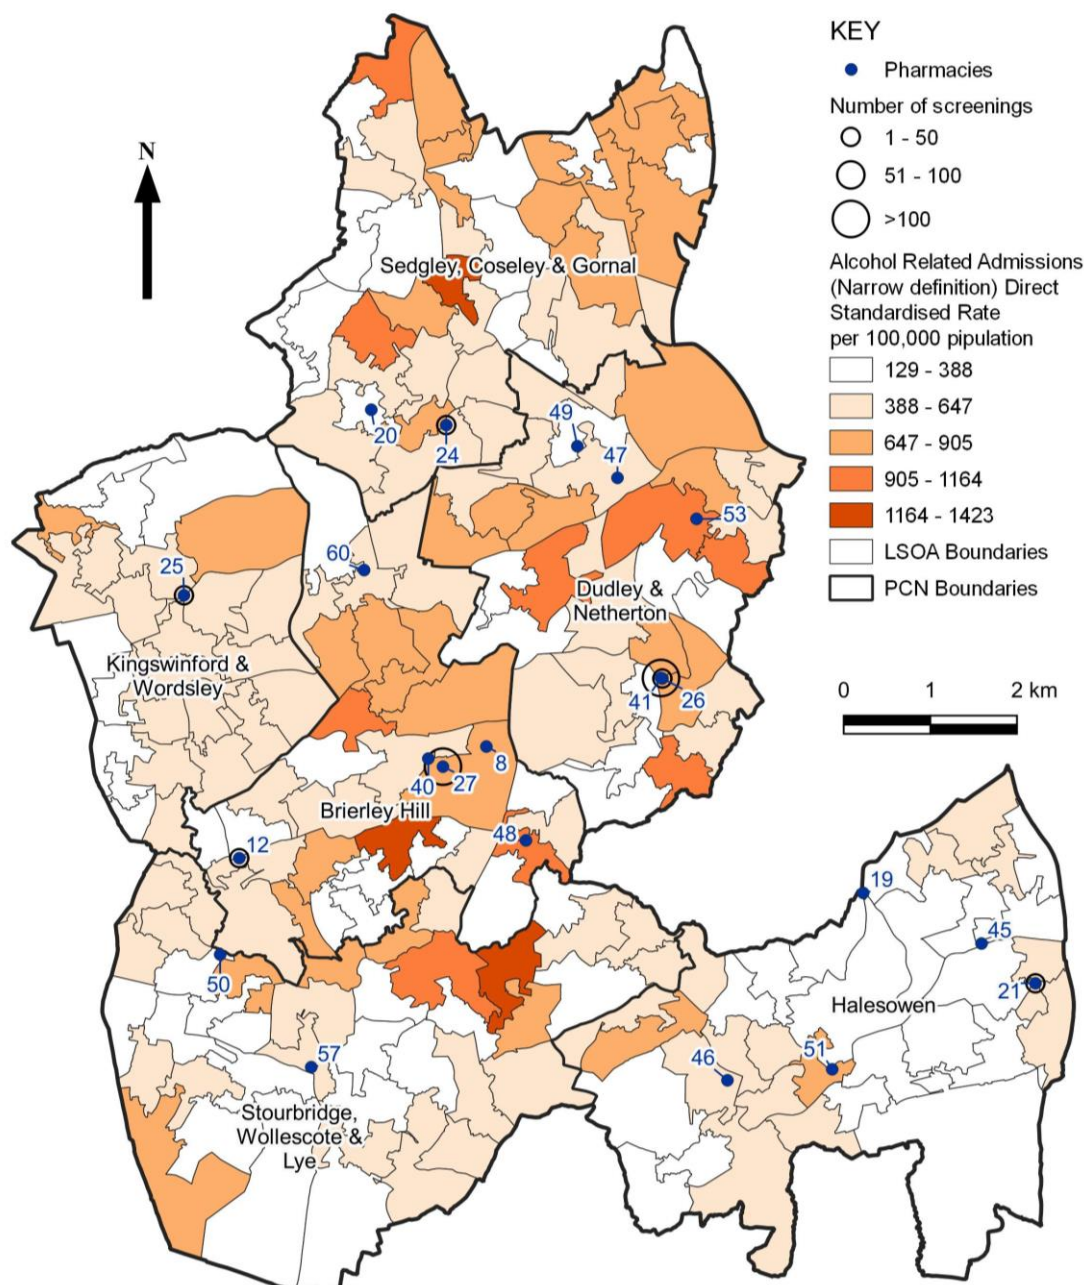 KEY
Pharmacies
Number of screenings
1 - 50
51 - 100
>100
Alcohol Related Admissions
(Narrow definition) Direct
Standardised Rate
per 100,000 pipulation
129 - 388
388 - 647
647 - 905
905 - 1164
1164 - 1423
LSOA Boundaries
PCN Boundaries
0 1 2 km
N
Sedgley, Coseley & Gornal
20
24
49
47
53
25
60
Dudley &
Netherton
Kingswinford &
Wordsley
41
26
8
40
27
Brierley Hill
48
12
19
45
50
21
Halesowen
57
46
51
Stourbridge,
Wollescote &
Lye